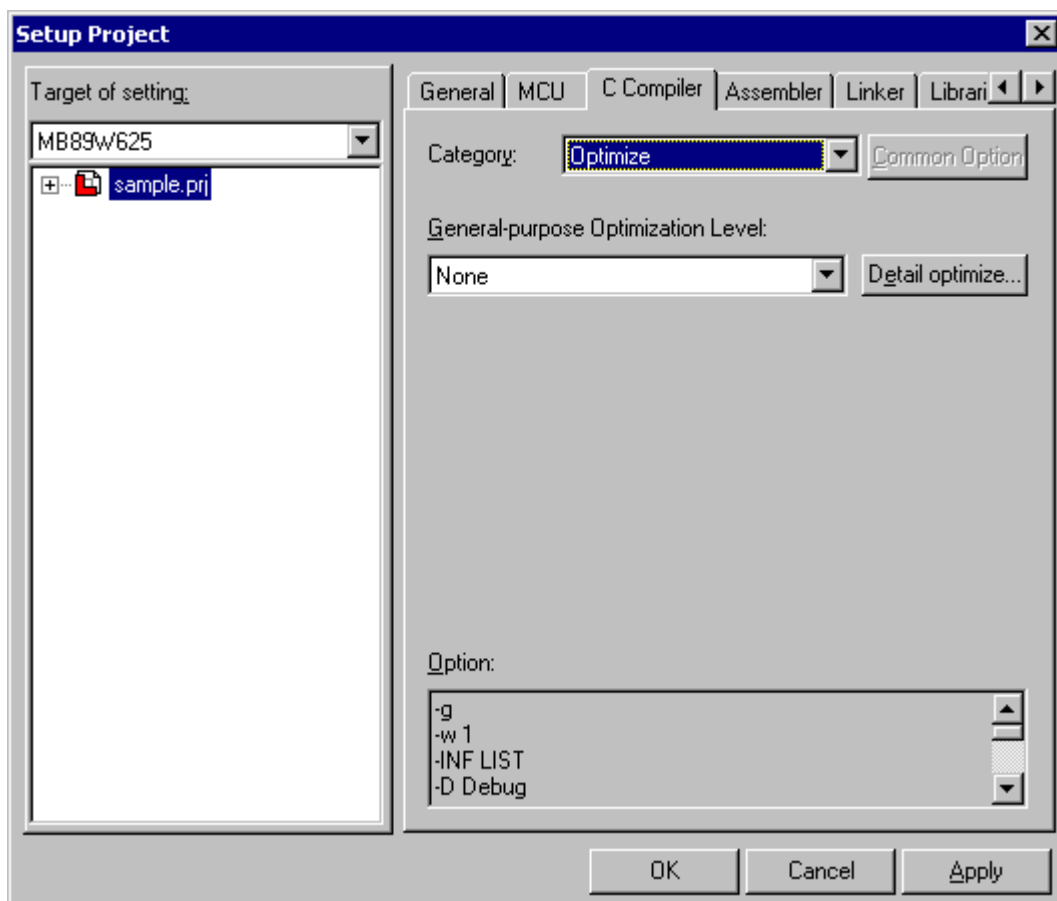 Setup Project
Target of setting:
MB89W625
sample.prj
General MCU C Compiler Assembler Linker Librari
Category: Optimize Common Option
General-purpose Optimization Level:
None Detail optimize...
Option:
-g
-w 1
-INF LIST
-D Debug
OK Cancel Apply